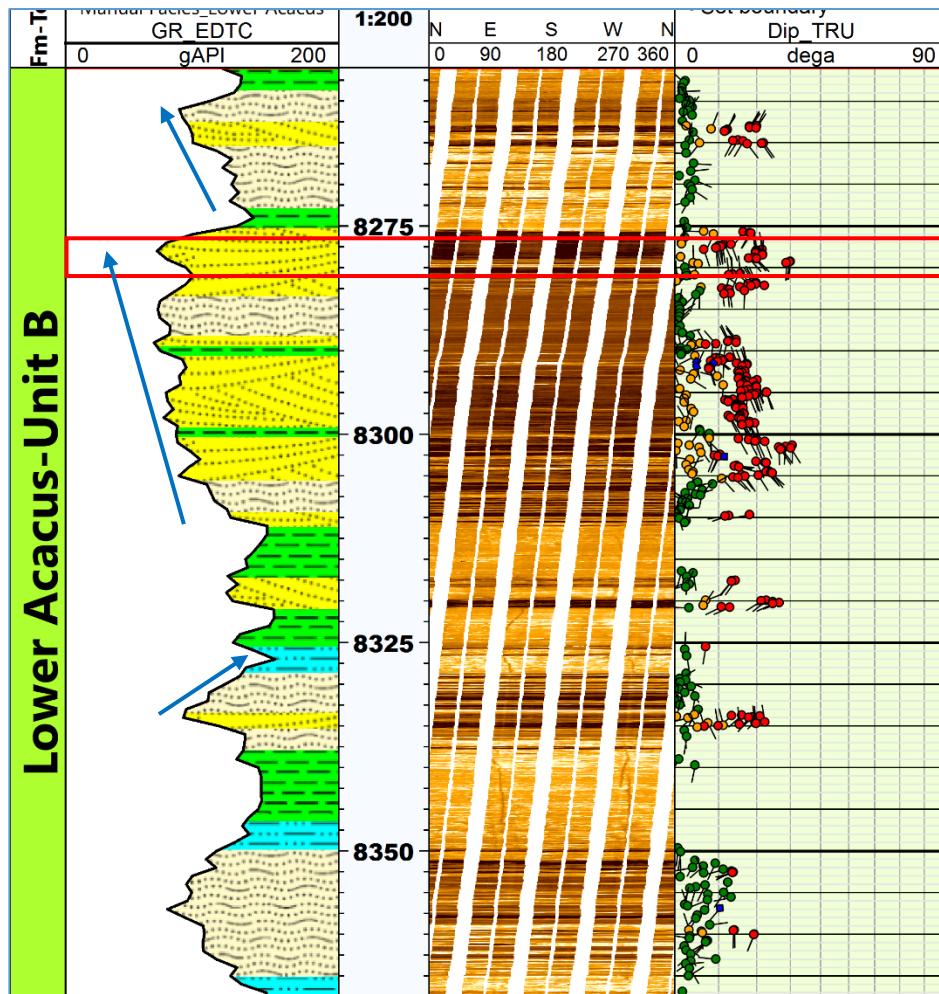 Manual Facies_Lower Acacus
GR_EDTC
0 gAPI 200
1:200
N E S W N
0 90 180 270 360
Set boundary
Dip_TRU
0 dega 90
Lower Acacus-Unit B
8275
8300
8325
8350